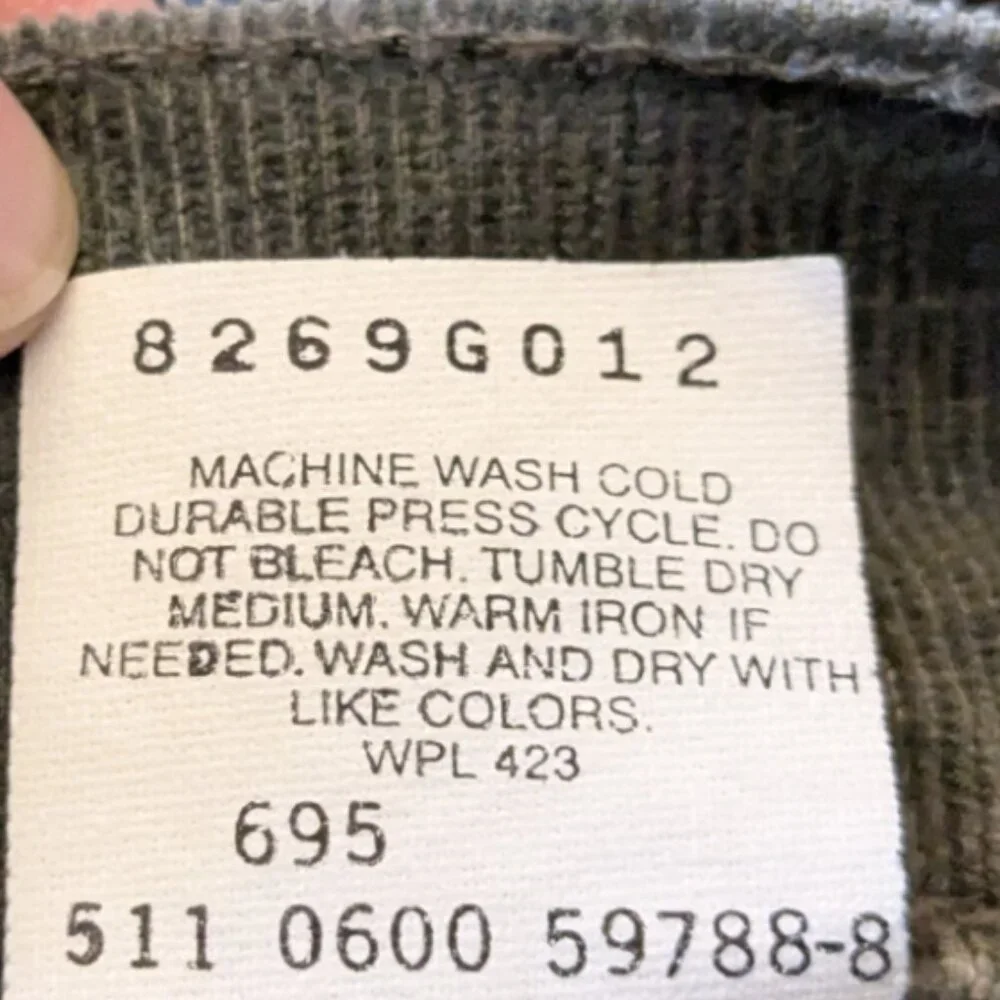 8269G012
MACHINE WASH COLD
DURABLE PRESS CYCLE. DO
NOT BLEACH. TUMBLE DRY
MEDIUM. WARM IRON IF
NEEDED. WASH AND DRY WITH
LIKE COLORS.
WPL 423
695
511 0600 59788-8